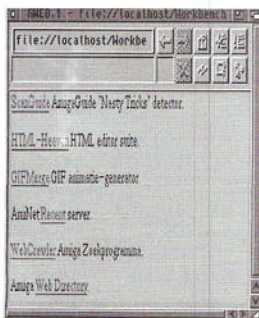 GWEB.1 - file://localhost/Workbench
file://localhost/Workbe
ScanGuide AmigaGuide "Nasty Tricks" detector.
HTML-Heaven HTML editor suite.
GIFMerge GIF animatie-generator
AmiNet Recent server.
WebCrawler Amiga Zoekprogramma.
Amiga Web Directory.